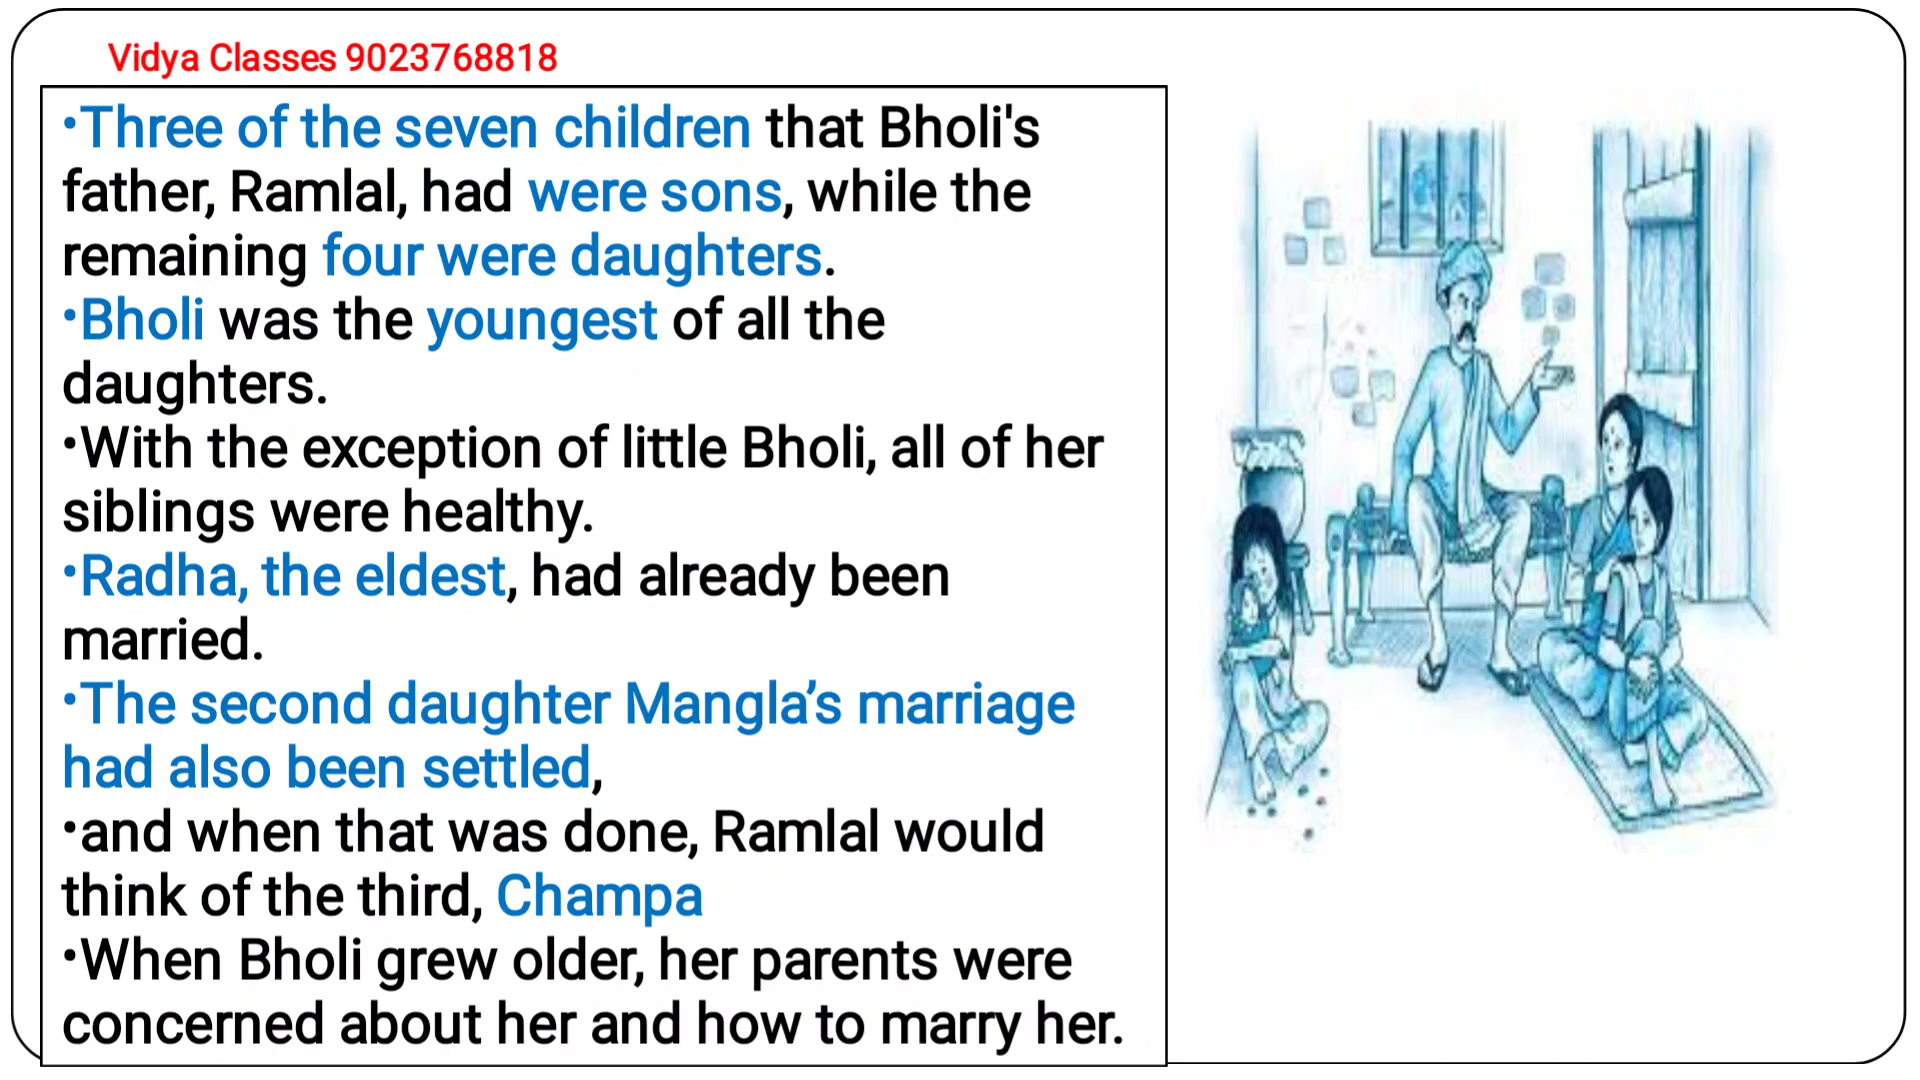 Vidya Classes 9023768818
•Three of the seven children that Bholi's
father, Ramlal, had were sons, while the
remaining four were daughters.
•Bholi was the youngest of all the
daughters.
•With the exception of little Bholi, all of her
siblings were healthy.
•Radha, the eldest, had already been
married.
•The second daughter Mangla’s marriage
had also been settled,
•and when that was done, Ramlal would
think of the third, Champa
•When Bholi grew older, her parents were
concerned about her and how to marry her.